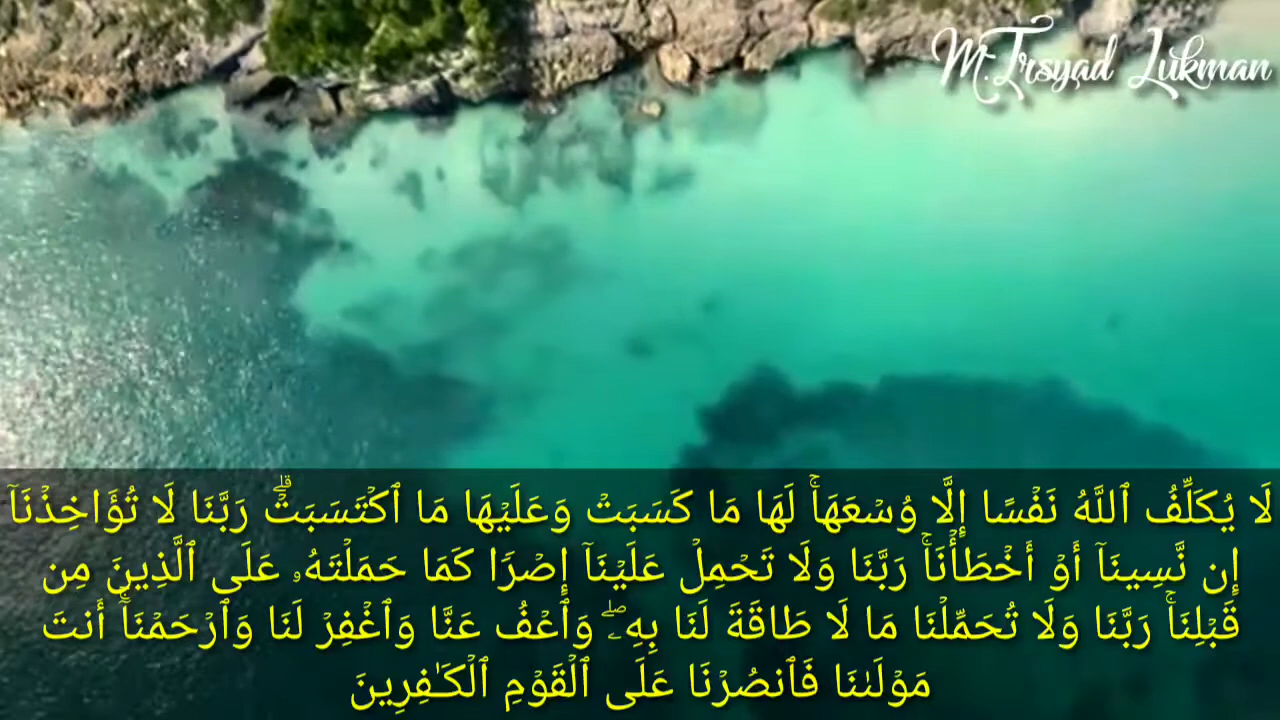 M.Irsyad Lukman
لَا يُكَلِّفُ ٱللَّهُ نَفْسًا إِلَّا وُسْعَهَاۚ لَهَا مَا كَسَبَتْ وَعَلَيْهَا مَا ٱكْتَسَبَتْۗ رَبَّنَا لَا تُؤَاخِذْنَآ
إِن نَّسِينَآ أَوْ أَخْطَأْنَاۚ رَبَّنَا وَلَا تَحْمِلْ عَلَيْنَآ إِصْرًا كَمَا حَمَلْتَهُۥ عَلَى ٱلَّذِينَ مِن
قَبْلِنَاۚ رَبَّنَا وَلَا تُحَمِّلْنَا مَا لَا طَاقَةَ لَنَا بِهِۦۖ وَٱعْفُ عَنَّا وَٱغْفِرْ لَنَا وَٱرْحَمْنَآۚ أَنتَ
مَوْلَىٰنَا فَٱنصُرْنَا عَلَى ٱلْقَوْمِ ٱلْكَـٰفِرِينَ